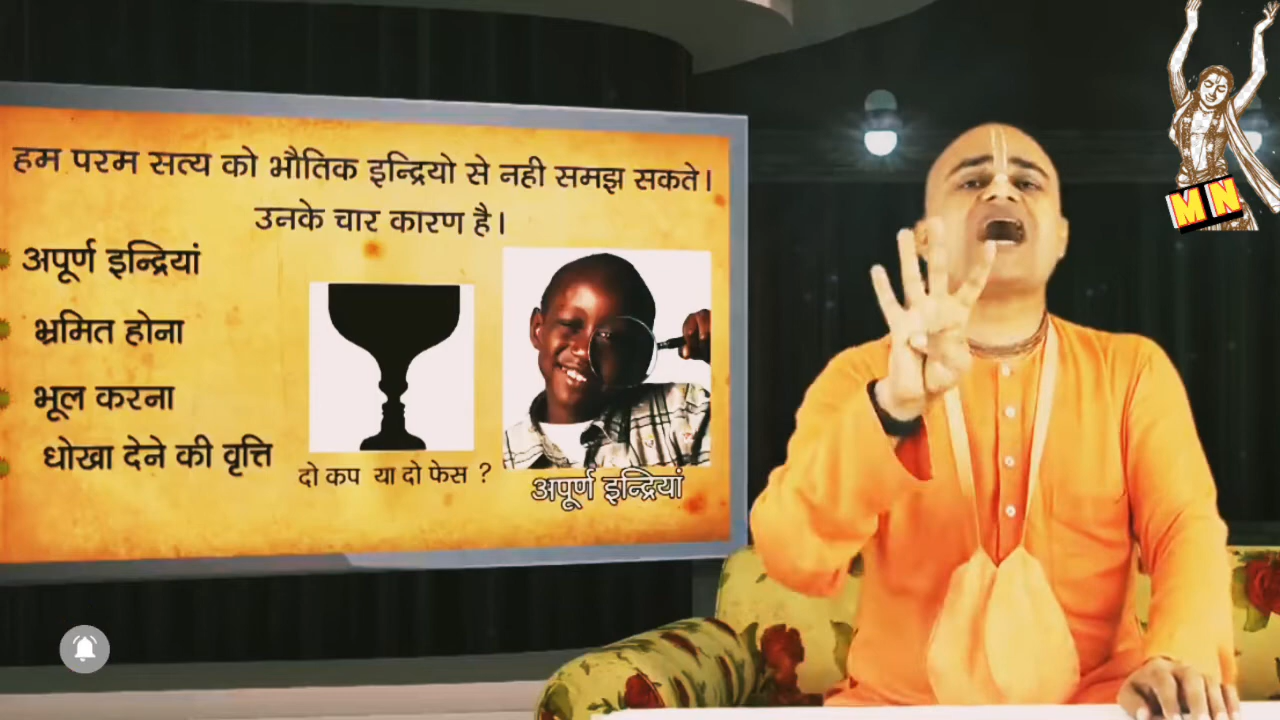 हम परम सत्य को भौतिक इन्द्रियो से नही समझ सकते।
उनके चार कारण है।
अपूर्ण इन्द्रियां
भ्रमित होना
भूल करना
धोखा देने की वृत्ति
दो कप या दो फेस ?
अपूर्ण इन्द्रियां
MN